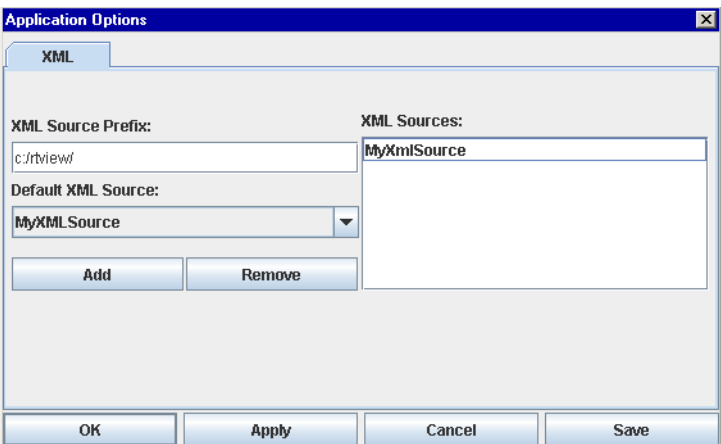 Application Options
XML
XML Source Prefix:
c:/rtview/
Default XML Source:
MyXMLSource
Add
Remove
XML Sources:
MyXmlSource
OK
Apply
Cancel
Save